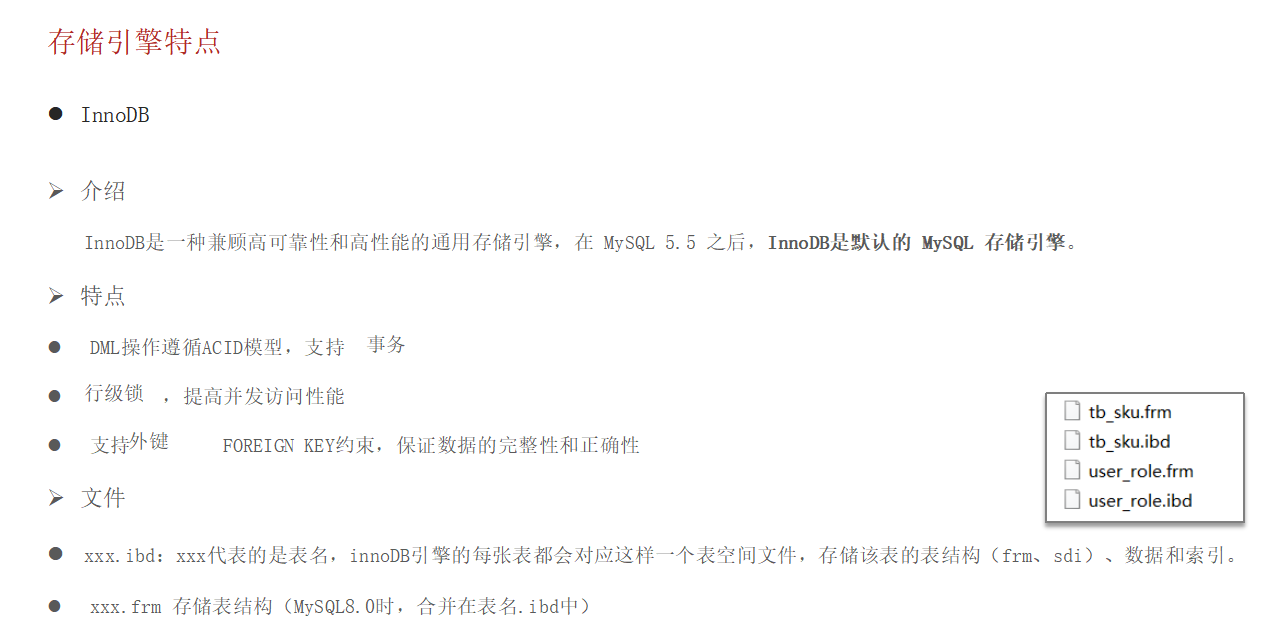 存储引擎特点
InnoDB
介绍
InnoDB是一种兼顾高可靠性和高性能的通用存储引擎，在 MySQL 5.5 之后，InnoDB是默认的 MySQL 存储引擎。
特点
DML操作遵循ACID模型，支持 事务
行级锁 ，提高并发访问性能
支持外键 FOREIGN KEY约束，保证数据的完整性和正确性
tb_sku.frm
tb_sku.ibd
user_role.frm
user_role.ibd
文件
xxx.ibd：xxx代表的是表名，innoDB引擎的每张表都会对应这样一个表空间文件，存储该表的表结构（frm、sdi）、数据和索引。
xxx.frm 存储表结构（MySQL8.0时，合并在表名.ibd中）